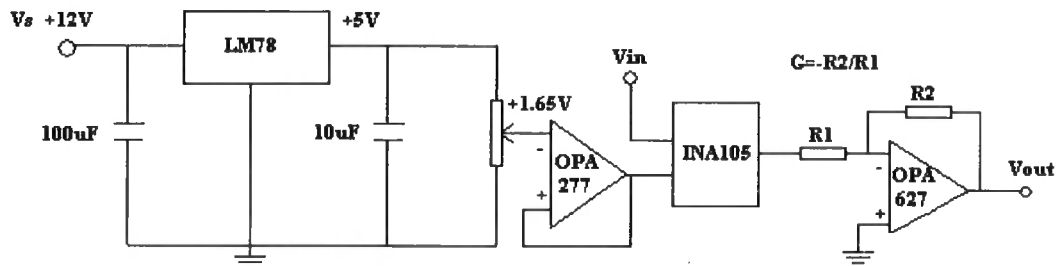 Vs +12V
LM78
+5V
100uF
10uF
+1.65V
-
+
OPA
277
Vin
INA105
G=-R2/R1
R1
R2
-
+
OPA
627
Vout